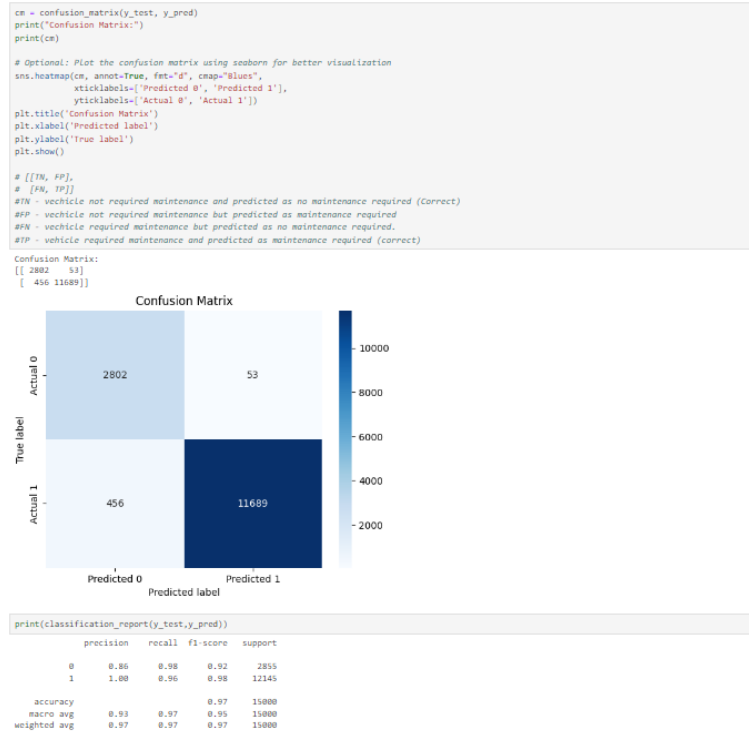 cm = confusion_matrix(y_test, y_pred)
print("Confusion Matrix:")
print(cm)
# Optional: Plot the confusion matrix using seaborn for better visualization
sns.heatmap(cm, annot=True, fmt="d", cmap="Blues",
xticklabels=['Predicted 0', 'Predicted 1'],
yticklabels=['Actual 0', 'Actual 1'])
plt.title('Confusion Matrix')
plt.xlabel('Predicted label')
plt.ylabel('True label')
plt.show()
# [[TN, FP],
# [FN, TP]]
#TN - vechicle not required maintenance and predicted as no maintenance required (Correct)
#FP - vechicle not required maintenance but predicted as maintenance required
#FN - vechicle required maintenance but predicted as no maintenance required.
#TP - vehicle required maintenance and predicted as maintenance required (correct)
Confusion Matrix:
[[ 2802 53]
[ 456 11689]]
Confusion Matrix
Actual 0
2802 53
Actual 1
456 11689
True label
Predicted 0 Predicted 1
Predicted label
10000
8000
6000
4000
2000
print(classification_report(y_test,y_pred))
precision recall f1-score support
0 0.86 0.98 0.92 2855
1 1.00 0.96 0.98 12145
accuracy 0.97 15000
macro avg 0.93 0.97 0.95 15000
weighted avg 0.97 0.97 0.97 15000